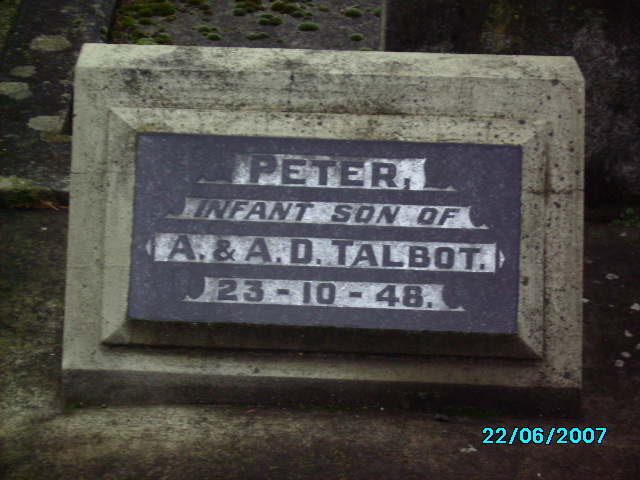 PETER,
INFANT SON OF
A. & A.D. TALBOT.
23-10-48.
22/06/2007